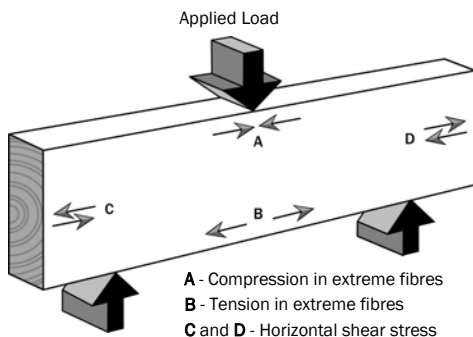 Applied Load
A
D
C
B
A - Compression in extreme fibres
B - Tension in extreme fibres
C and D - Horizontal shear stress